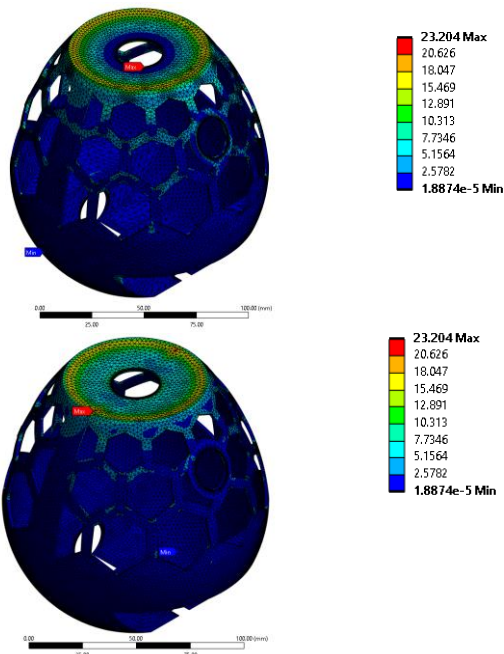 23.204 Max
20.626
18.047
15.469
12.891
10.313
7.7346
5.1564
2.5782
1.8874e-5 Min
Max
Min
0.00 50.00 100.00 (mm)
25.00 75.00
23.204 Max
20.626
18.047
15.469
12.891
10.313
7.7346
5.1564
2.5782
1.8874e-5 Min
Max
Min
0.00 50.00 100.00 (mm)